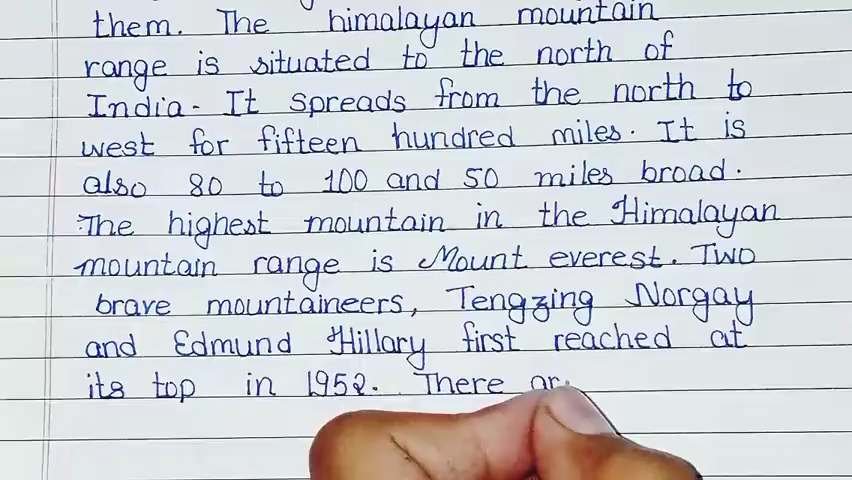 them. The himalayan mountain
range is situated to the north of
India. It spreads from the north to
west for fifteen hundred miles. It is
also 80 to 100 and 50 miles broad.
The highest mountain in the Himalayan
mountain range is Mount everest. Two
brave mountaineers, Tengzing Norgay
and Edmund Hillary first reached at
its top in 1952. There